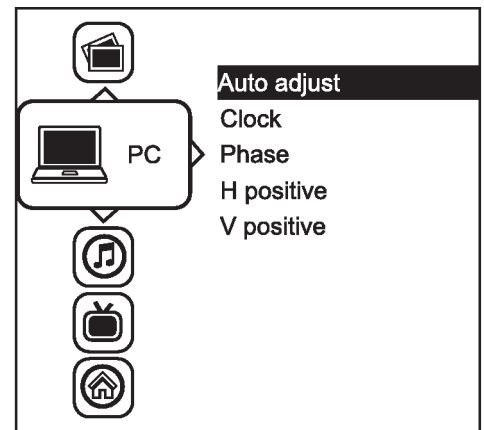 PC
Auto adjust
Clock
Phase
H positive
V positive